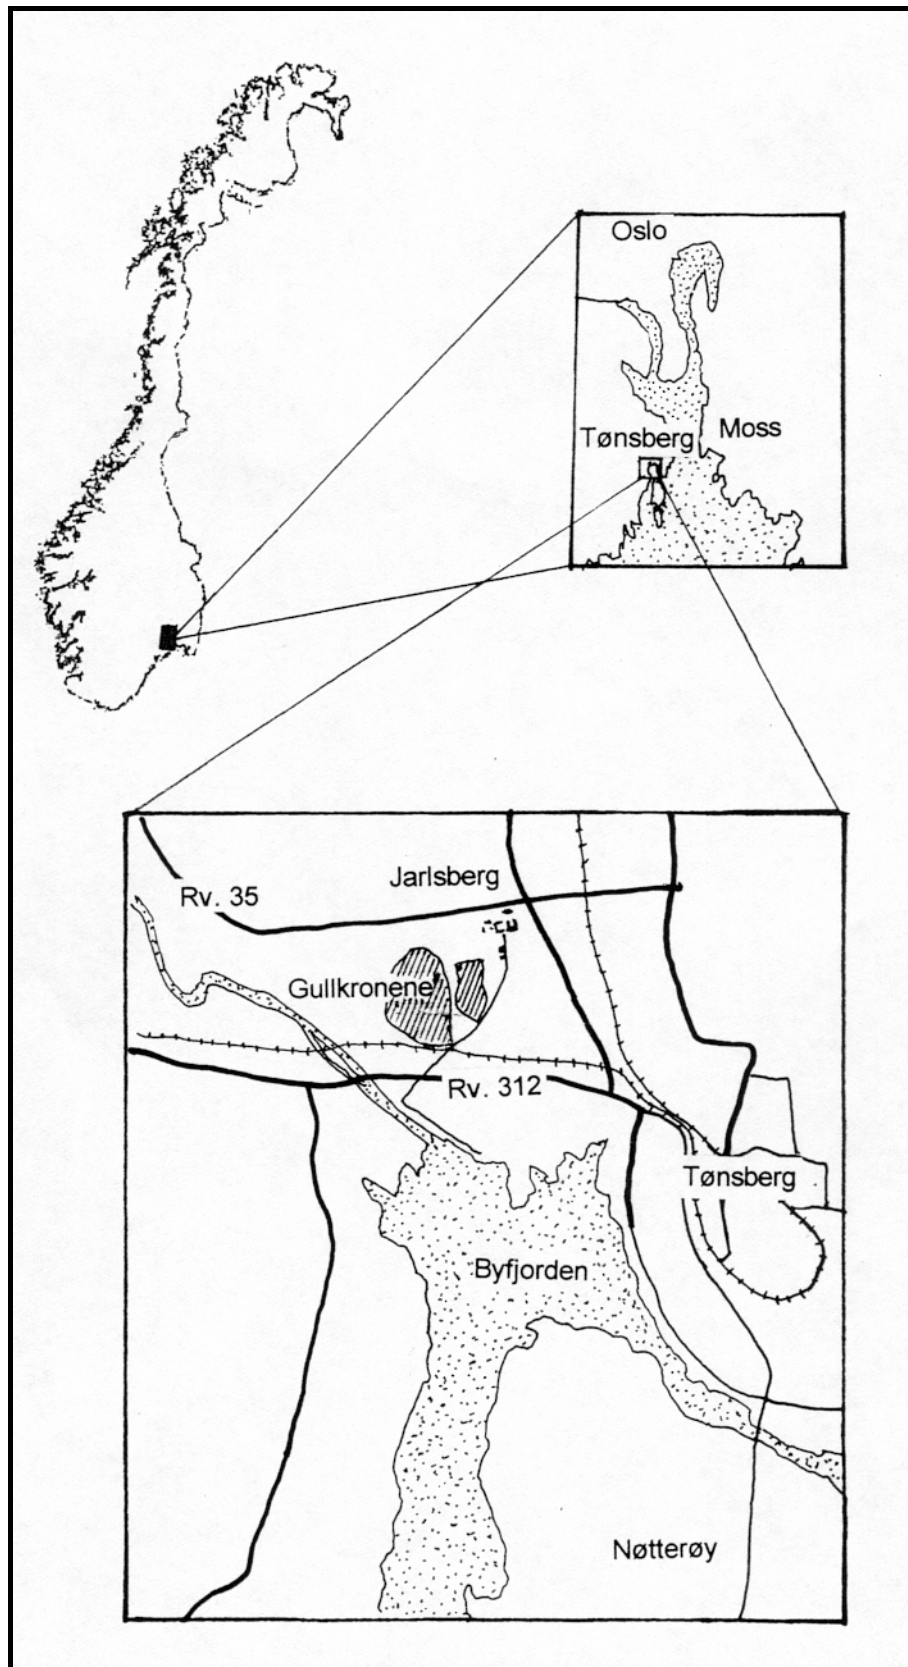 Oslo
Moss
Tønsberg
Jarlsberg
Rv. 35
Gullkronene
Rv. 312
Tønsberg
Byfjorden
Nøtterøy